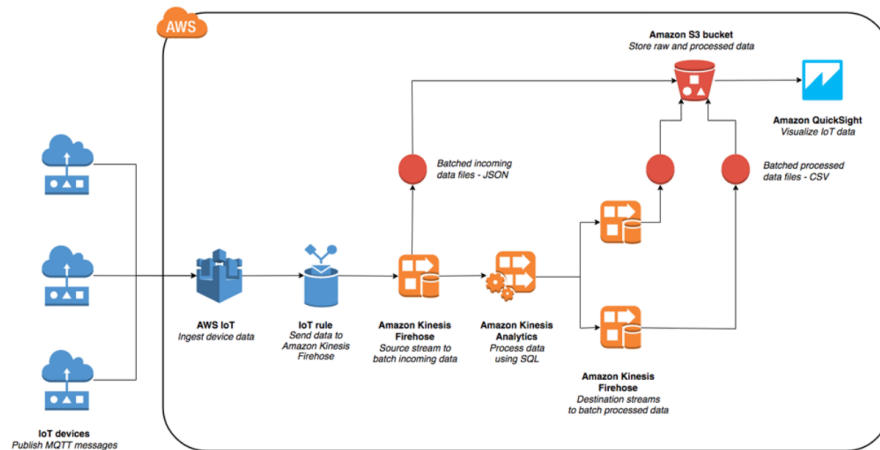 AWS
Amazon S3 bucket
Store raw and processed data
Amazon QuickSight
Visualize IoT data
Batched incoming
data files - JSON
Batched processed
data files - CSV
AWS IoT
Ingest device data
IoT rule
Send data to
Amazon Kinesis
Firehose
Amazon Kinesis
Firehose
Source stream to
batch incoming data
Amazon Kinesis
Analytics
Process data
using SQL
Amazon Kinesis
Firehose
Destination streams
to batch processed data
IoT devices
Publish MQTT messages